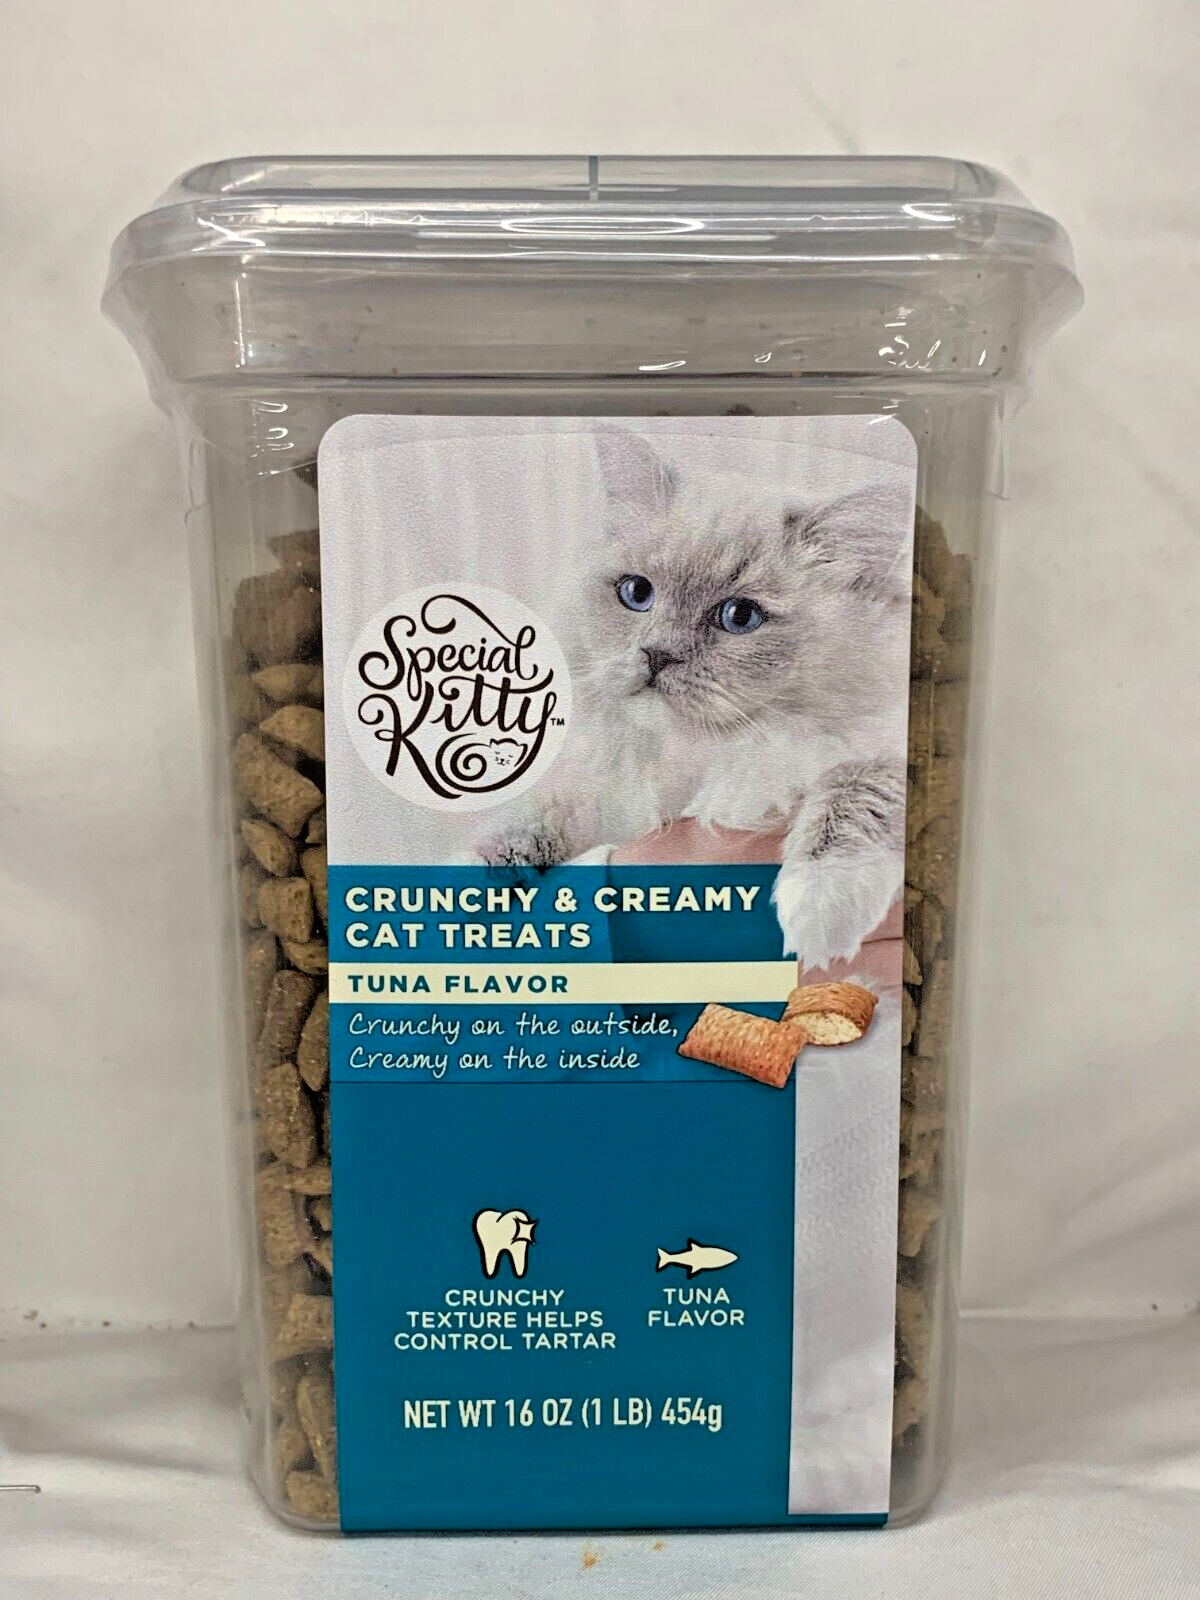 Special
Kitty™
CRUNCHY & CREAMY
CAT TREATS
TUNA FLAVOR
Crunchy on the outside,
Creamy on the inside
CRUNCHY
TEXTURE HELPS
CONTROL TARTAR
TUNA
FLAVOR
NET WT 16 OZ (1 LB) 454g